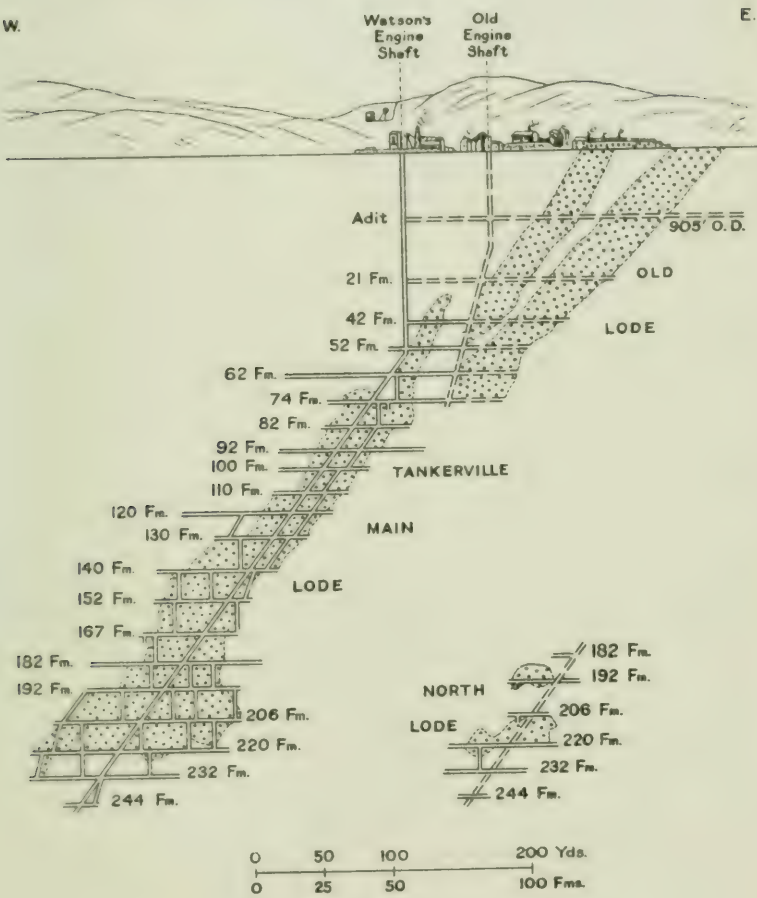 W.
E.
Watson's
Engine
Shaft
Old
Engine
Shaft
Adit
905' O.D.
21 Fm.
OLD
42 Fm.
LODE
52 Fm.
62 Fm.
74 Fm.
82 Fm.
92 Fm.
100 Fm.
TANKERVILLE
110 Fm.
120 Fm.
MAIN
130 Fm.
140 Fm.
LODE
152 Fm.
167 Fm.
182 Fm.
192 Fm.
206 Fm.
220 Fm.
232 Fm.
244 Fm.
182 Fm.
NORTH
192 Fm.
206 Fm.
LODE
220 Fm.
232 Fm.
244 Fm.
0 50 100 200 Yds.
0 25 50 100 Fms.